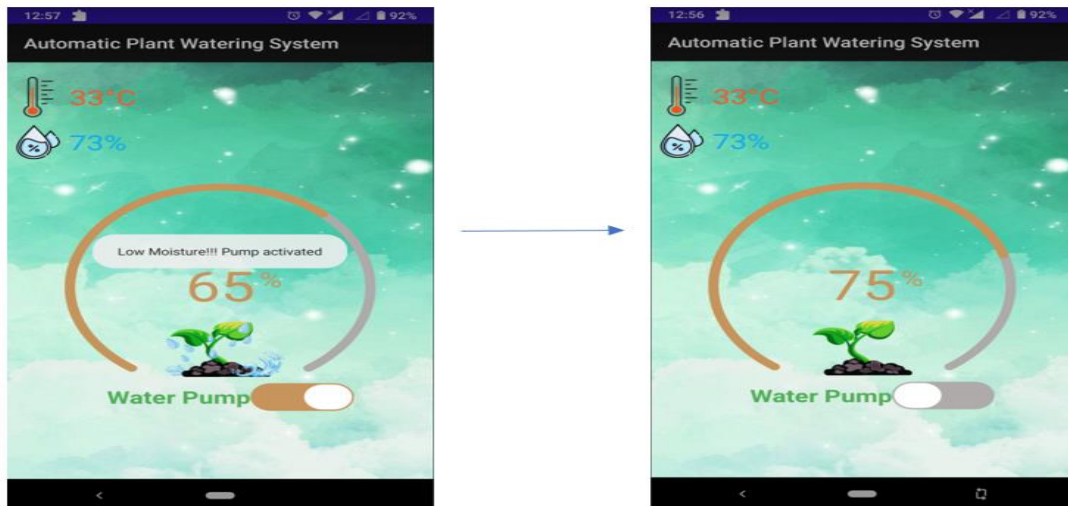 12:57
92%
Automatic Plant Watering System
33°C
%
73%
Low Moisture!!! Pump activated
65%
Water Pump
12:56
92%
Automatic Plant Watering System
33°C
%
73%
75%
Water Pump